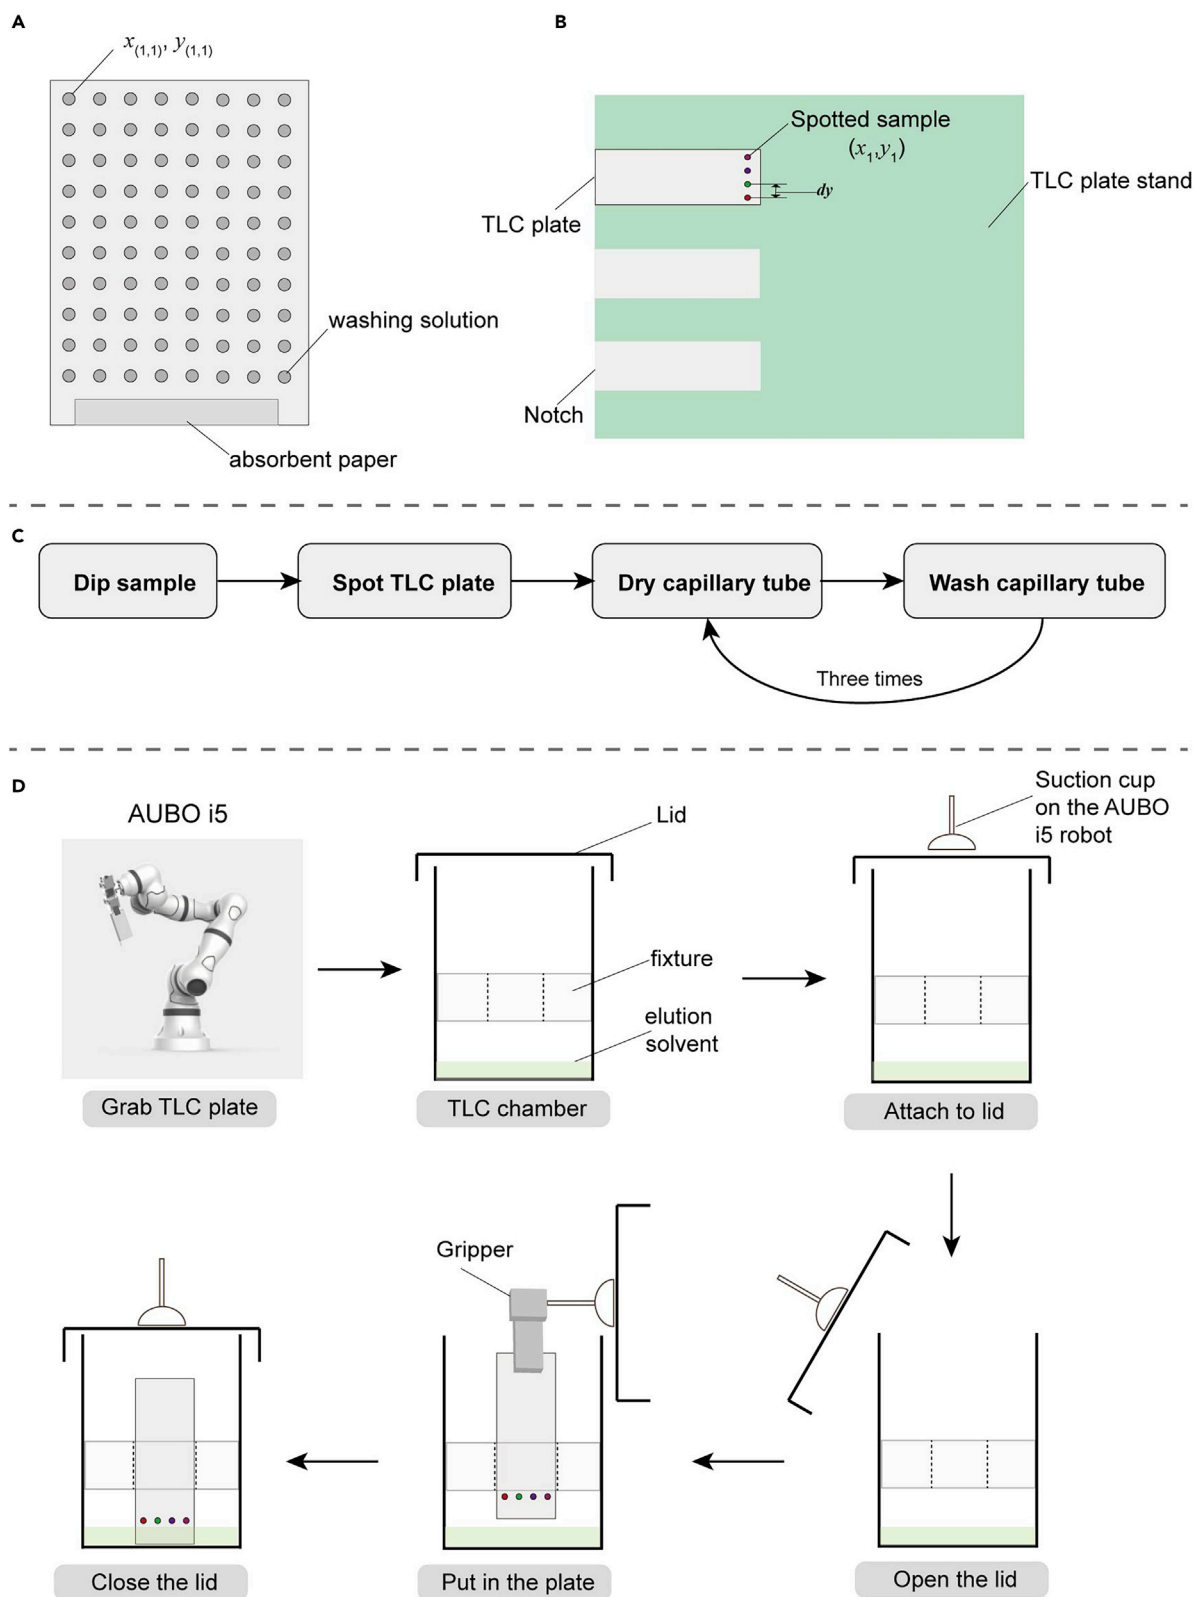 A
x(1,1), y(1,1)
washing solution
absorbent paper
B
Spotted sample
(x1,y1)
dy
TLC plate stand
TLC plate
Notch
C
Dip sample
Spot TLC plate
Dry capillary tube
Wash capillary tube
Three times
D
AUBO i5
Grab TLC plate
Lid
fixture
elution
solvent
TLC chamber
Suction cup
on the AUBO
i5 robot
Attach to lid
Gripper
Close the lid
Put in the plate
Open the lid